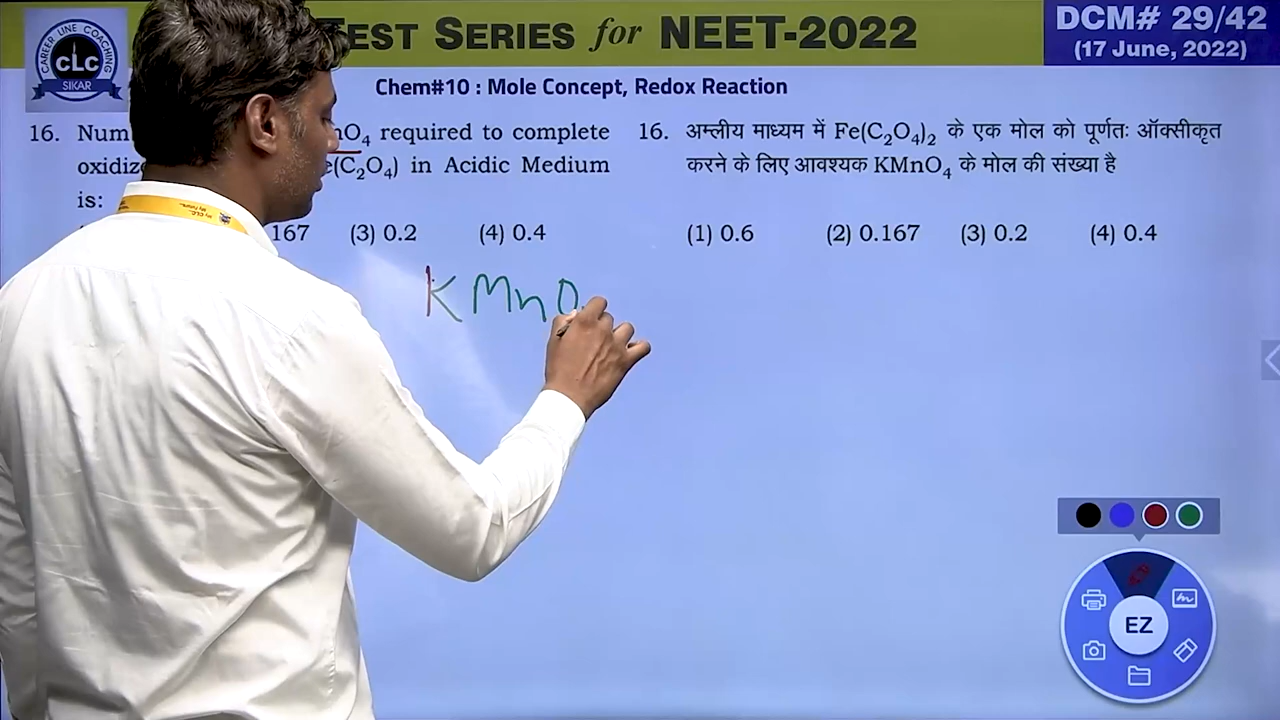 TEST SERIES for NEET-2022
DCM# 29/42
(17 June, 2022)
CAREER LINE COACHING
CLC
SIKAR
Chem#10 : Mole Concept, Redox Reaction
16. Num nO₄ required to complete
oxidize e(C₂O₄) in Acidic Medium
is:
167 (3) 0.2 (4) 0.4
16. अम्लीय माध्यम में Fe(C₂O₄)₂ के एक मोल को पूर्णतः ऑक्सीकृत
करने के लिए आवश्यक KMnO₄ के मोल की संख्या है
(1) 0.6 (2) 0.167 (3) 0.2 (4) 0.4
KMnO
EZ